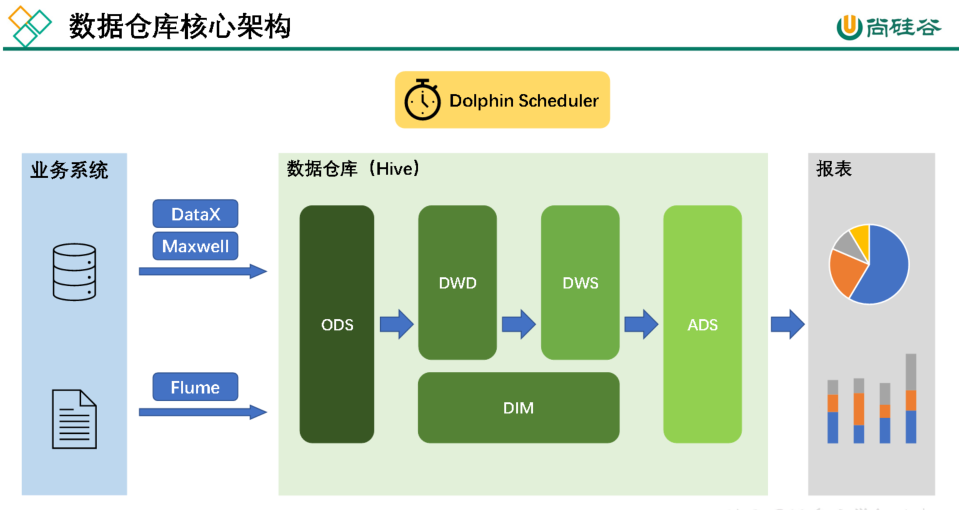 数据仓库核心架构
尚硅谷
Dolphin Scheduler
业务系统
DataX
Maxwell
Flume
数据仓库（Hive）
ODS
DWD
DWS
DIM
ADS
报表